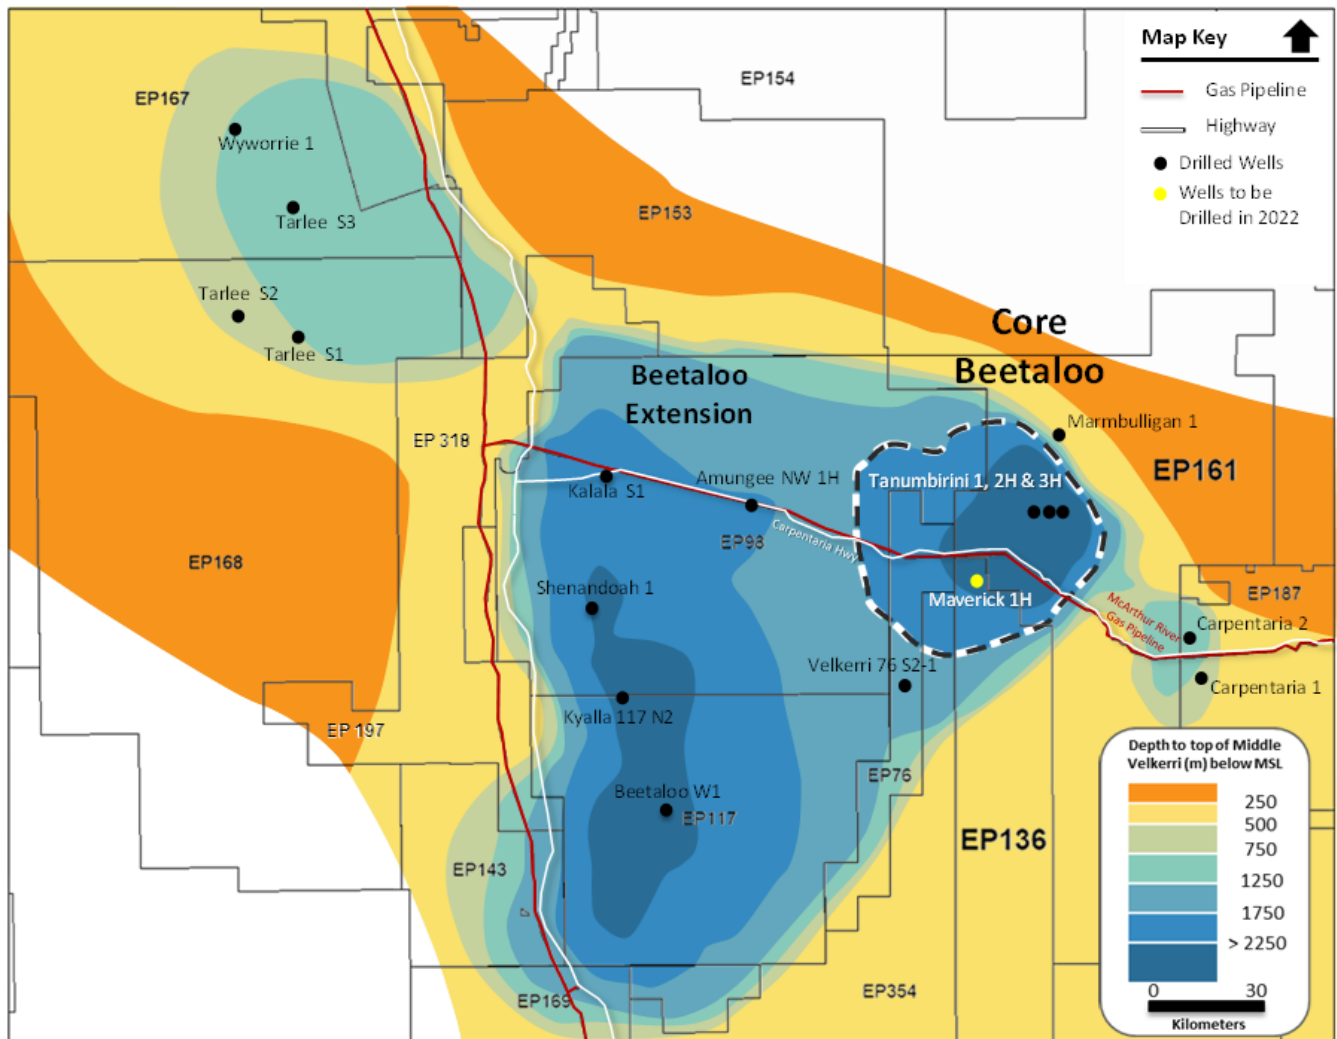 Map Key
Gas Pipeline
Highway
Drilled Wells
Wells to be
Drilled in 2022
EP154
EP167
Wyworrie 1
Tarlee S3
EP153
Tarlee S2
Tarlee S1
Core
Beetaloo
Beetaloo
Extension
Marmbulligan 1
EP 318
EP161
Tanumbirini 1, 2H & 3H
Amungee NW 1H
Kalala S1
Carpentaria Hwy
EP98
EP168
Shenandoah 1
Maverick 1H
McArthur River
Gas Pipeline
EP187
Carpentaria 2
Velkerri 76 S2-1
Carpentaria 1
Kyalla 117 N2
EP 197
EP76
Beetaloo W1
EP117
EP136
EP143
EP169
EP354
Depth to top of Middle
Velkerri (m) below MSL
250
500
750
1250
1750
> 2250
0 30
Kilometers